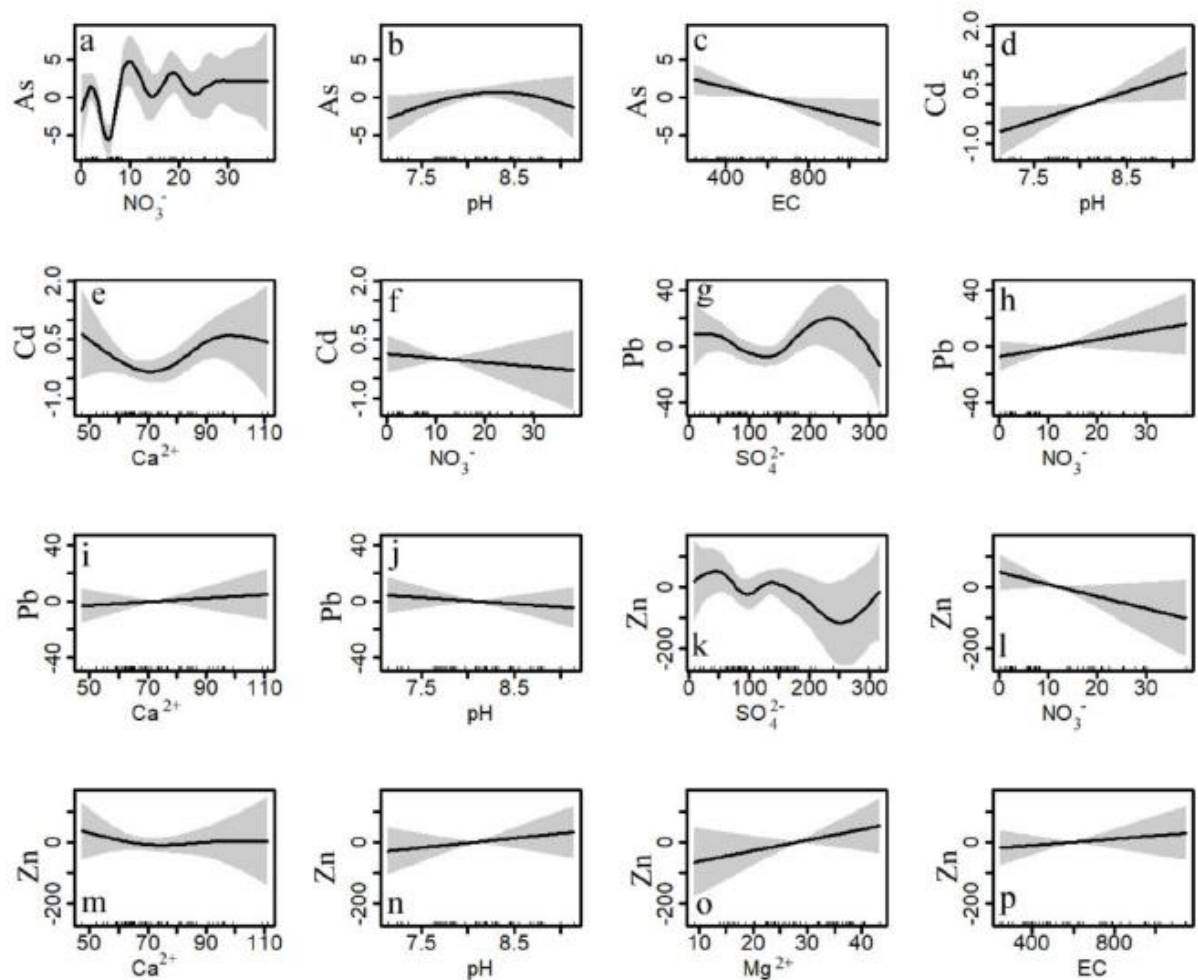 a b c d
As As As Cd
5 0 -5 5 0 -5 5 0 -5 2.0 0.5 -1.0
0 10 20 30 7.5 8.5 400 800 7.5 8.5
NO₃⁻ pH EC pH
e f g h
Cd Cd Pb Pb
2.0 0.5 -1.0 2.0 0.5 -1.0 40 0 -40 40 0 -40
50 70 90 110 0 10 20 30 0 100 200 300 0 10 20 30
Ca²⁺ NO₃⁻ SO₄²⁻ NO₃⁻
i j k l
Pb Pb Zn Zn
40 0 -40 40 0 -40 0 -200 0 -200
50 70 90 110 7.5 8.5 0 100 200 300 0 10 20 30
Ca²⁺ pH SO₄²⁻ NO₃⁻
m n o p
Zn Zn Zn Zn
0 -200 0 -200 0 -200 0 -200
50 70 90 110 7.5 8.5 10 20 30 40 400 800
Ca²⁺ pH Mg²⁺ EC